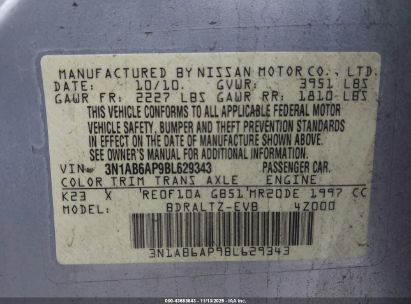 MANUFACTURED BY NISSAN MOTOR CO., LTD.
DATE: 10/10 GVWR: 3951 LBS
GAWR FR: 2227 LBS GAWR RR: 1810 LBS
THIS VEHICLE CONFORMS TO ALL APPLICABLE FEDERAL MOTOR
VEHICLE SAFETY, BUMPER AND THEFT PREVENTION STANDARDS
IN EFFECT ON THE DATE OF MANUFACTURE SHOWN ABOVE.
SEE OWNER'S MANUAL FOR ADDITIONAL INFORMATION
VIN: 3N1AB6AP9BL629343 PASSENGER CAR.
COLOR TRIM TRANS AXLE ENGINE
K23 X RE0F10A GB51 MR20DE 1997 CC
BDRALTZ-EVB 4Z000
3N1AB6AP9BL629343